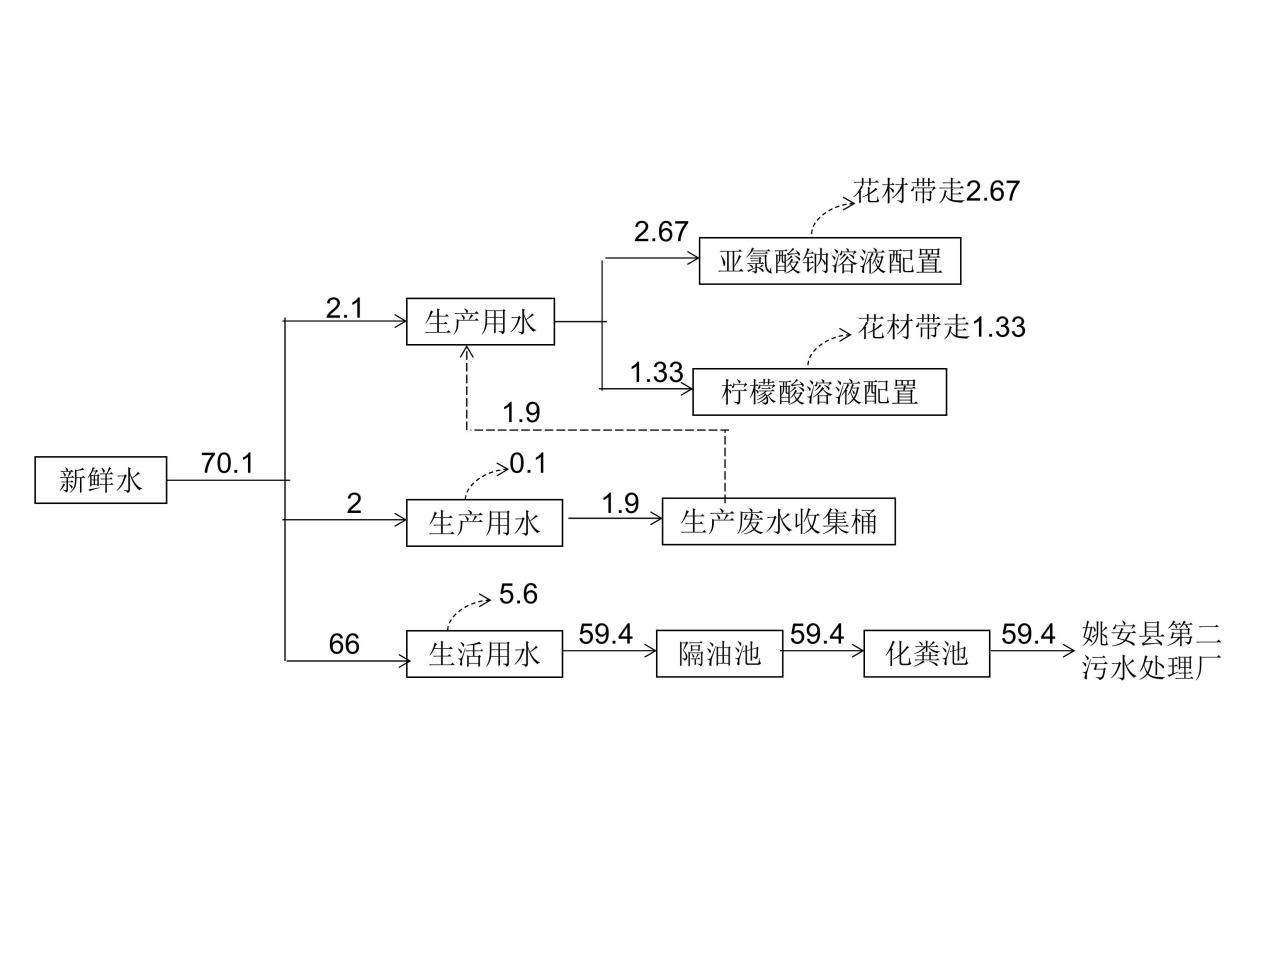 花材带走2.67
2.67
亚氯酸钠溶液配置
2.1
生产用水
花材带走1.33
1.33
柠檬酸溶液配置
1.9
新鲜水
70.1
0.1
2
生产用水
1.9
生产废水收集桶
5.6
66
生活用水
59.4
隔油池
59.4
化粪池
59.4
姚安县第二
污水处理厂